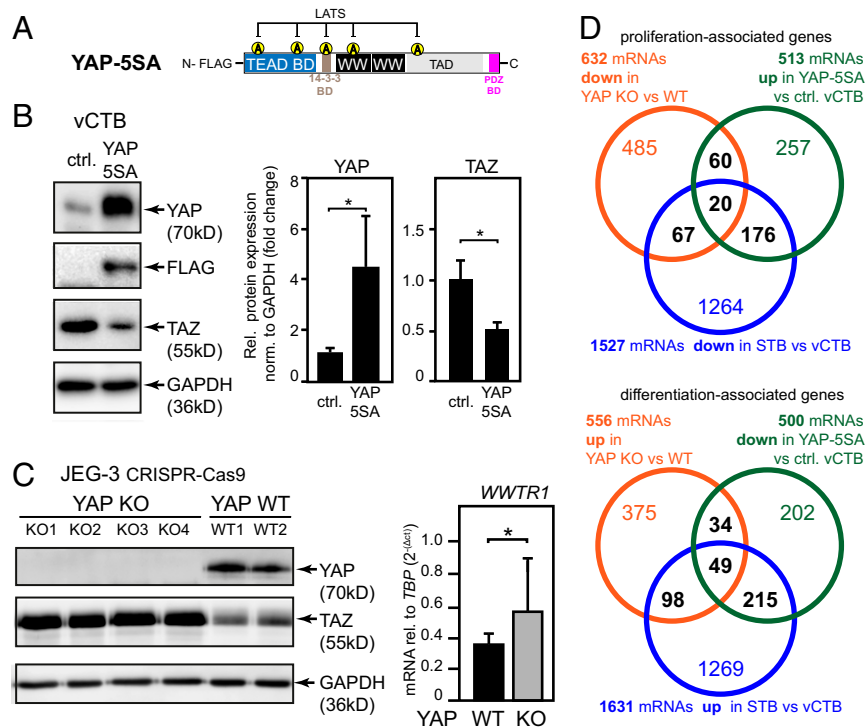 A
LATS
A A A A A
YAP-5SA
N- FLAG TEAD BD WW WW TAD C
14-3-3 BD
PDZ BD
B
vCTB
ctrl. YAP 5SA
YAP (70kD)
FLAG
TAZ (55kD)
GAPDH (36kD)
Rel. protein expression
norm. to GAPDH (fold change)
YAP
8
6
4
2
0
*
ctrl. YAP 5SA
TAZ
1.5
1.0
0.5
0
*
ctrl. YAP 5SA
C
JEG-3 CRISPR-Cas9
YAP KO YAP WT
KO1 KO2 KO3 KO4 WT1 WT2
YAP (70kD)
TAZ (55kD)
GAPDH (36kD)
WWTR1
mRNA rel. to TBP (2-(Δct))
1.0
0.8
0.6
0.4
0.2
0
*
YAP WT KO
D
proliferation-associated genes
632 mRNAs
down in
YAP KO vs WT
513 mRNAs
up in YAP-5SA
vs ctrl. vCTB
485 60 257
20
67 176
1264
1527 mRNAs down in STB vs vCTB
differentiation-associated genes
556 mRNAs
up in
YAP KO vs WT
500 mRNAs
down in YAP-5SA
vs ctrl. vCTB
375 34 202
49
98 215
1269
1631 mRNAs up in STB vs vCTB